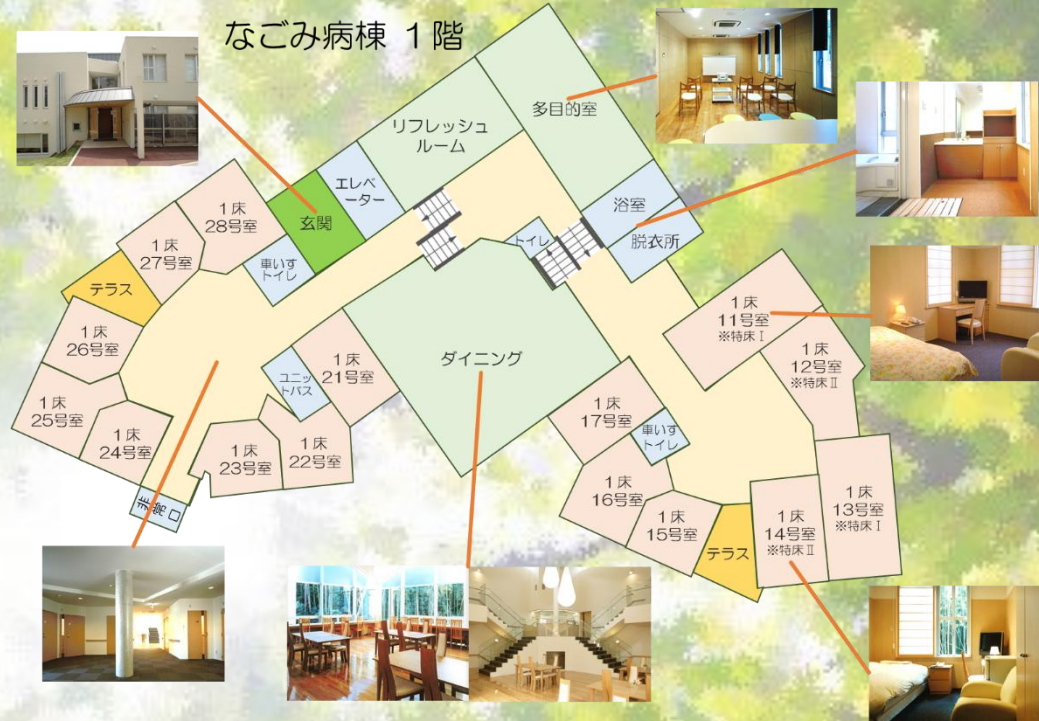 なごみ病棟 1階
多目的室
リフレッシュ
ルーム
エレベ
ーター
玄関
1床
28号室
車いす
トイレ
1床
27号室
テラス
1床
26号室
1床
25号室
1床
24号室
非常口
1床
23号室
1床
22号室
ユニッ
トバス
1床
21号室
ダイニング
トイレ
浴室
脱衣所
1床
11号室
※特床Ⅰ
1床
12号室
※特床Ⅱ
1床
13号室
※特床Ⅰ
1床
14号室
※特床Ⅱ
テラス
1床
15号室
1床
16号室
1床
17号室
車いす
トイレ